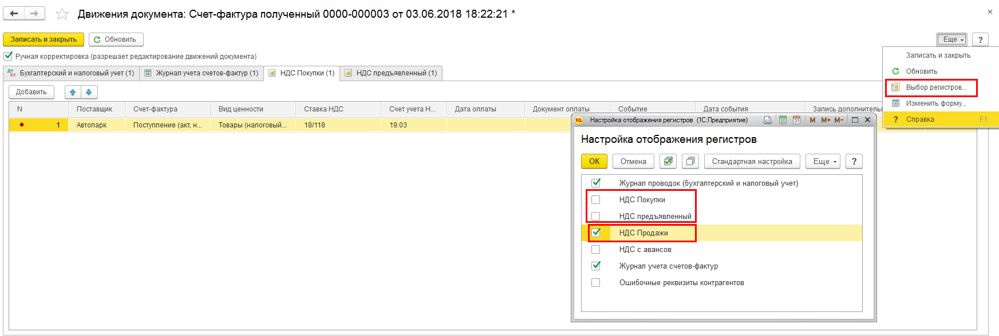 Движения документа: Счет-фактура полученный 0000-000003 от 03.06.2018 18:22:21 *
Записать и закрыть
Обновить
Еще
?
Ручная корректировка (разрешает редактирование движений документа)
Дт Кт Бухгалтерский и налоговый учет (1)
Журнал учета счетов-фактур (1)
НДС Покупки (1)
НДС предъявленный (1)
Добавить
N Поставщик Счет-фактура Вид ценности Ставка НДС Счет учета Н... Дата оплаты Документ оплаты Событие Дата события Запись дополнитель
1 Автопарк Поступление (акт, н... Товары (налоговый... 18/118 19.03
Записать и закрыть
Обновить
Выбор регистров...
Изменить форму...
? Справка F1
1С Настройка отображения регистров (1С:Предприятие) 31 M M+ M-
Настройка отображения регистров
ОК
Отмена
Стандартная настройка
Еще
?
Журнал проводок (бухгалтерский и налоговый учет)
НДС Покупки
НДС предъявленный
НДС Продажи
НДС с авансов
Журнал учета счетов-фактур
Ошибочные реквизиты контрагентов